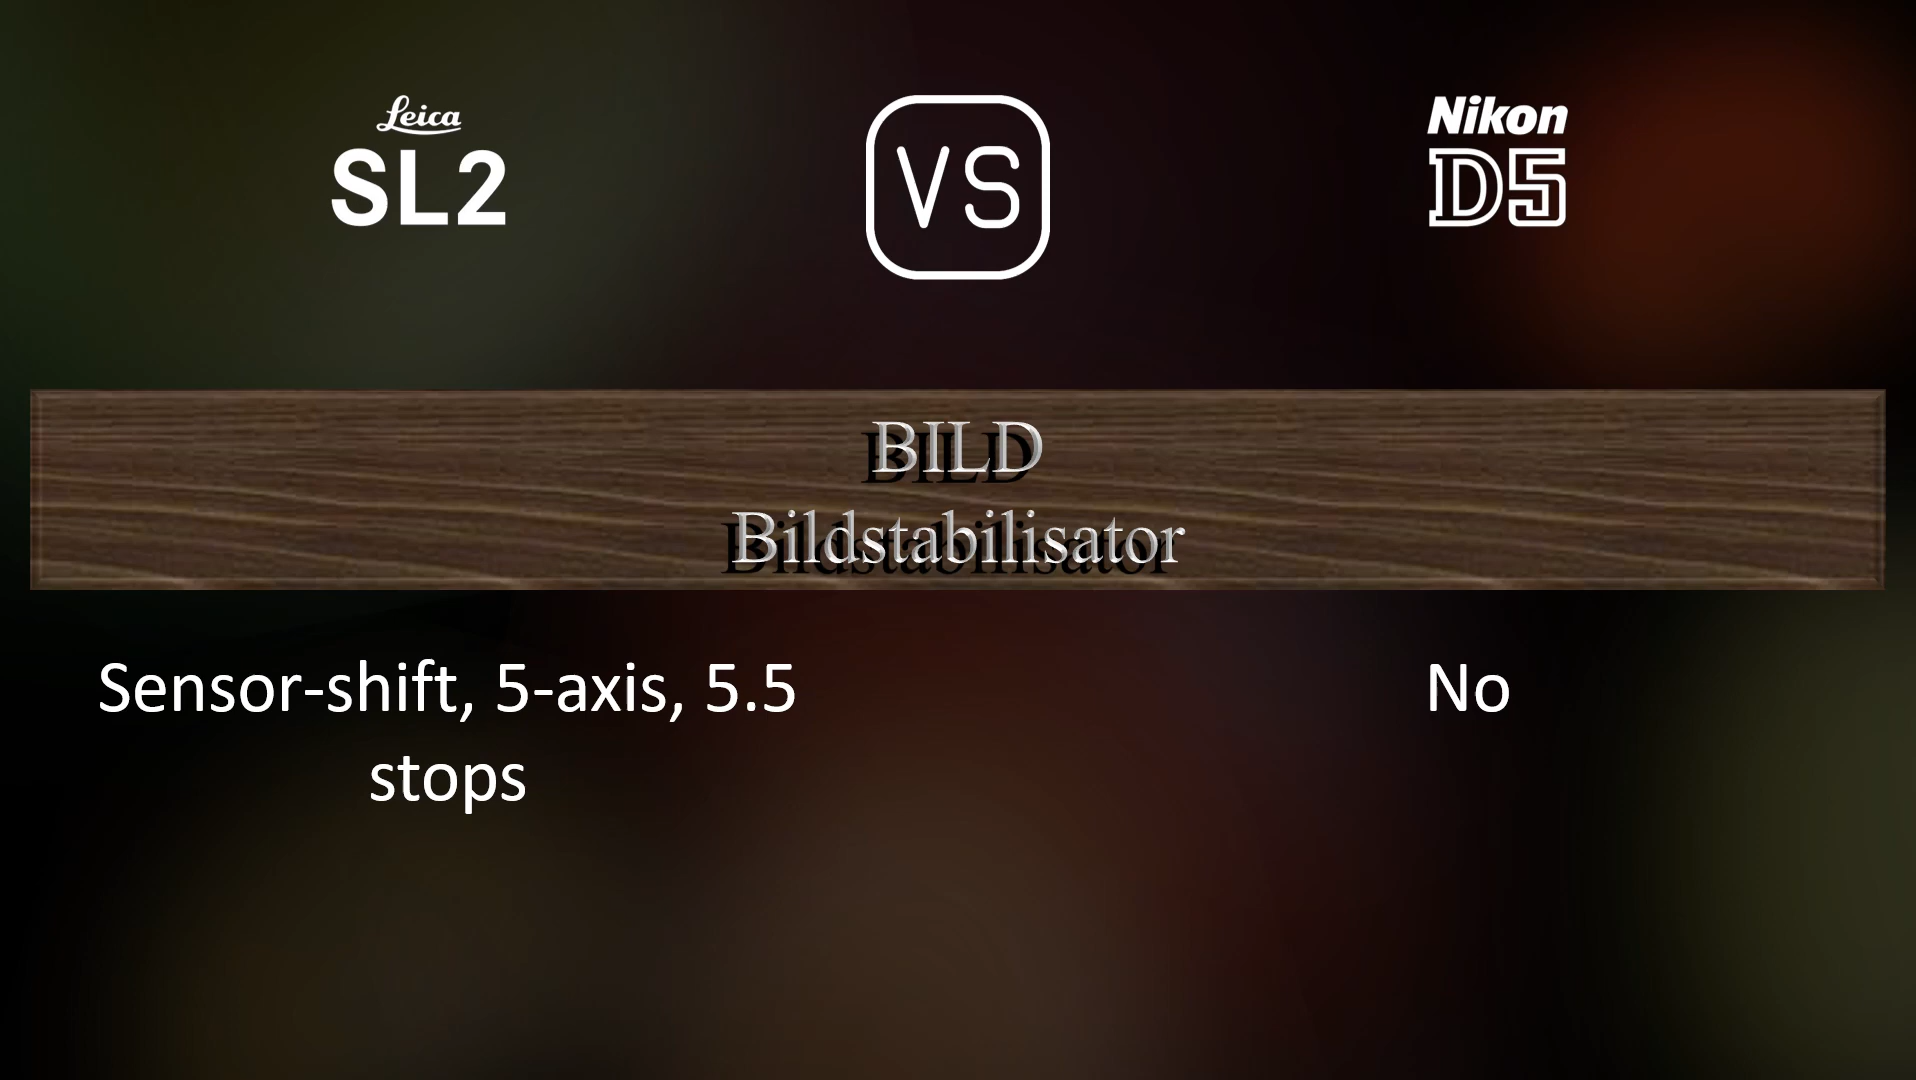 Leica
SL2
VS
Nikon
D5
BILD
Bildstabilisator
Sensor-shift, 5-axis, 5.5
stops
No